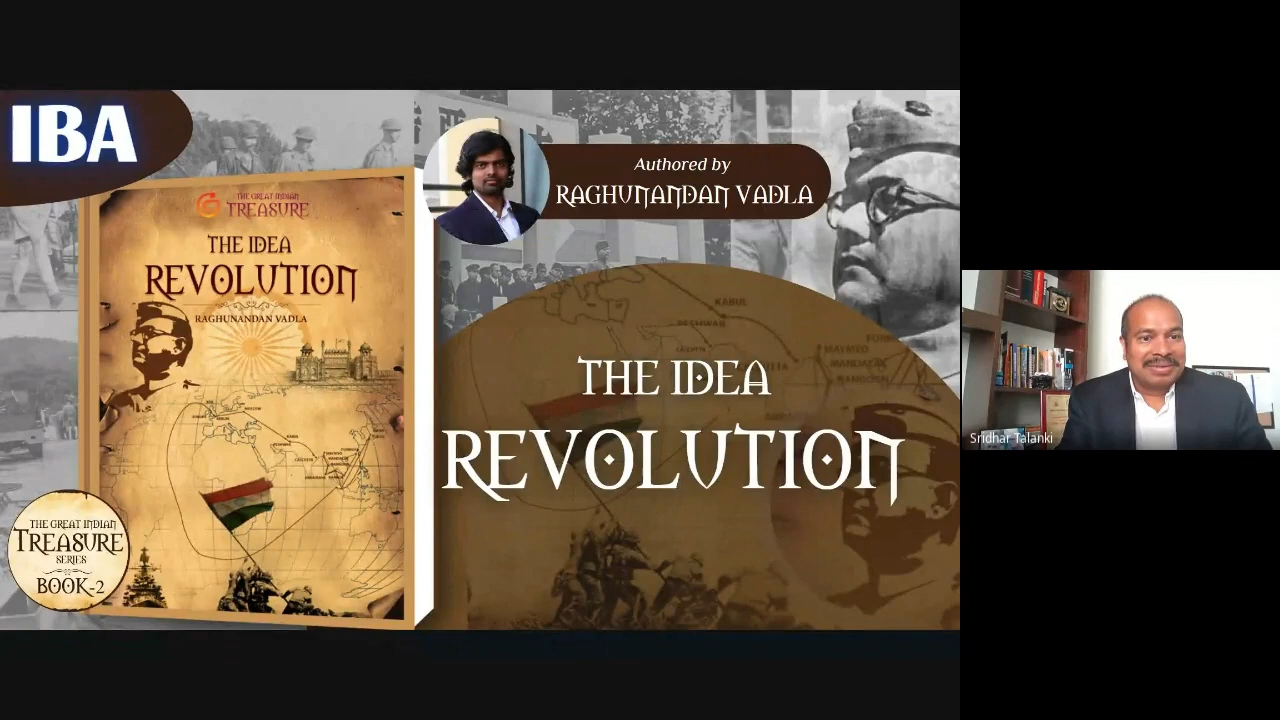 IBA
Authored by
RAGHUNANDAN VADLA
THE GREAT INDIAN
TREASURE
THE IDEA
REVOLUTION
RAGHUNANDAN VADLA
THE GREAT INDIAN
TREASURE
SERIES
BOOK-2
KABUL
PESHWAR
THE IDEA
REVOLUTION
Sridhar Talanki